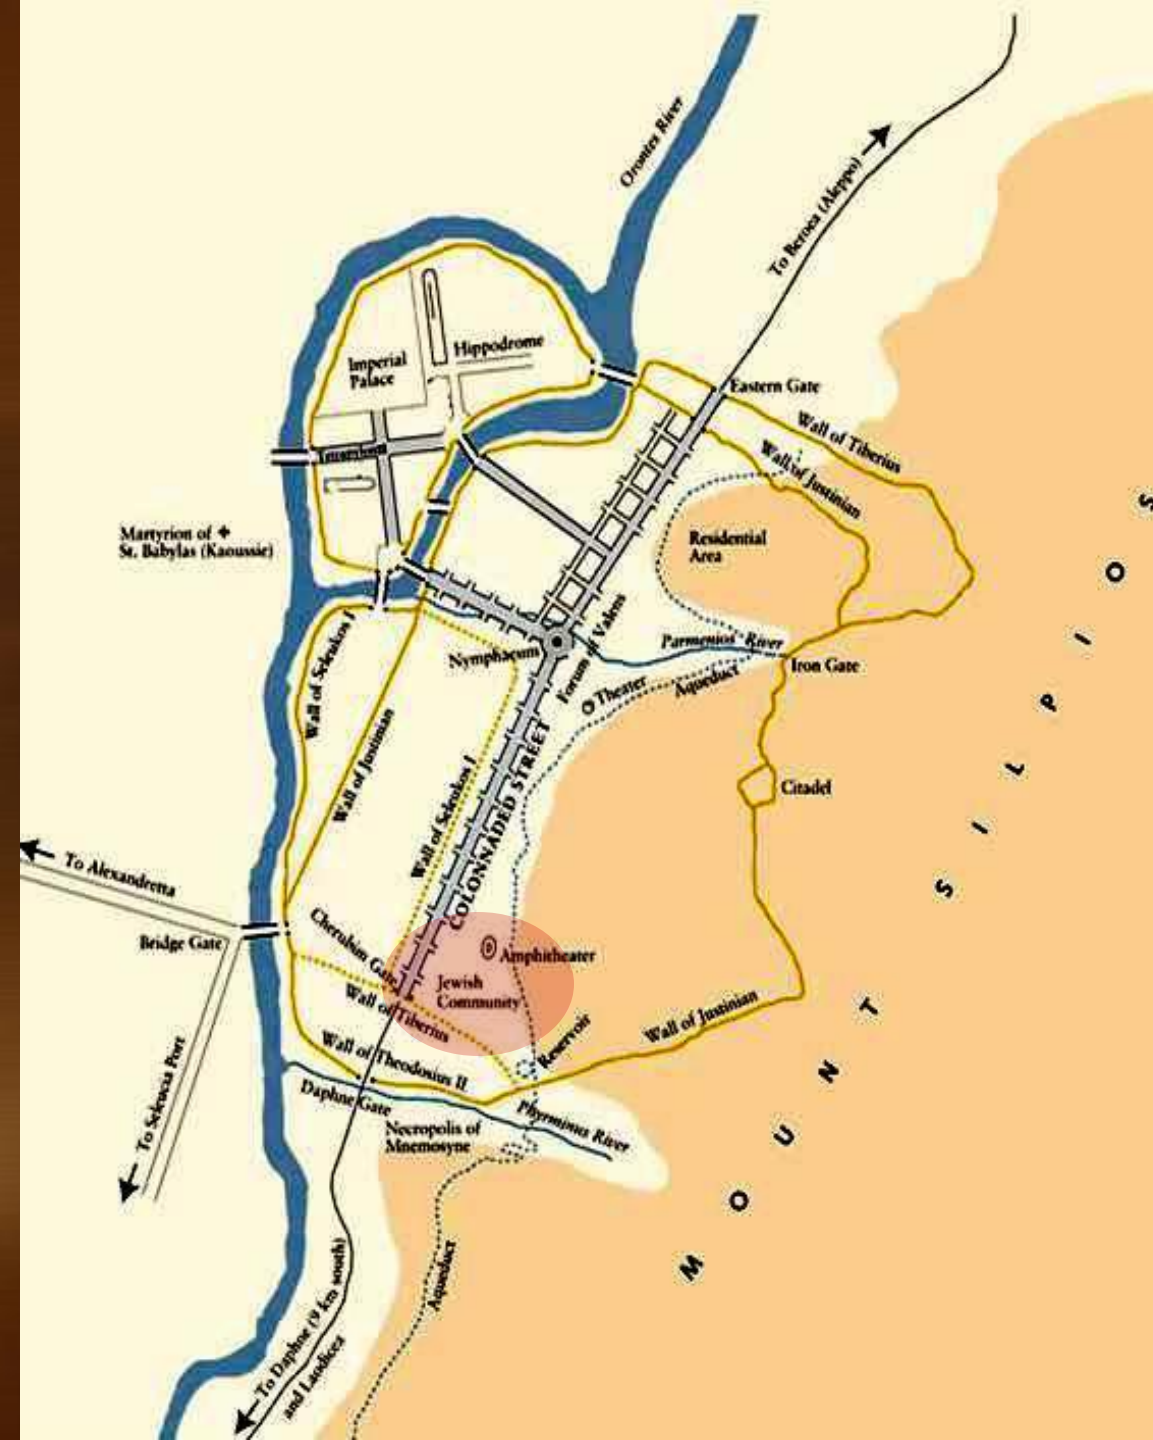 Orontes River
To Beroea (Aleppo)
Hippodrome
Imperial
Palace
Eastern Gate
Wall of Tiberius
Wall of Justinian
Martyrion of
St. Babylas (Kaoussie)
Residential
Area
Wall of Seleukos I
Nymphaeum
Forum of Valens
Parmenios River
Iron Gate
Theater
Aqueduct
Wall of Justinian
Wall of Seleukos I
COLONNADED STREET
Citadel
MOUNT SILPIOS
To Alexandretta
Bridge Gate
Cherubim Gate
Amphitheater
Jewish
Community
Wall of Tiberius
Wall of Justinian
Reservoir
Wall of Theodosius II
To Seleucia Port
Daphne Gate
Phyrminus River
Necropolis of
Mnemosyne
Aqueduct
To Daphne (9 km south)
and Laodicea